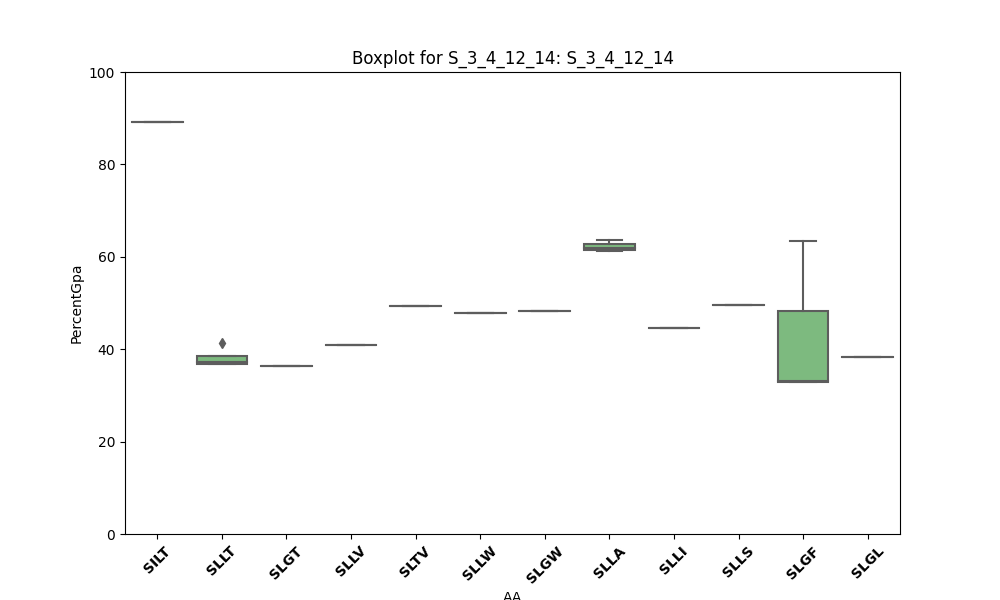 Boxplot for S_3_4_12_14: S_3_4_12_14
100
80
60
40
20
0
PercentGpa
SILT
SLLT
SLGT
SLLV
SLTV
SLLW
SLGW
SLLA
SLLI
SLLS
SLGF
SLGL
AA